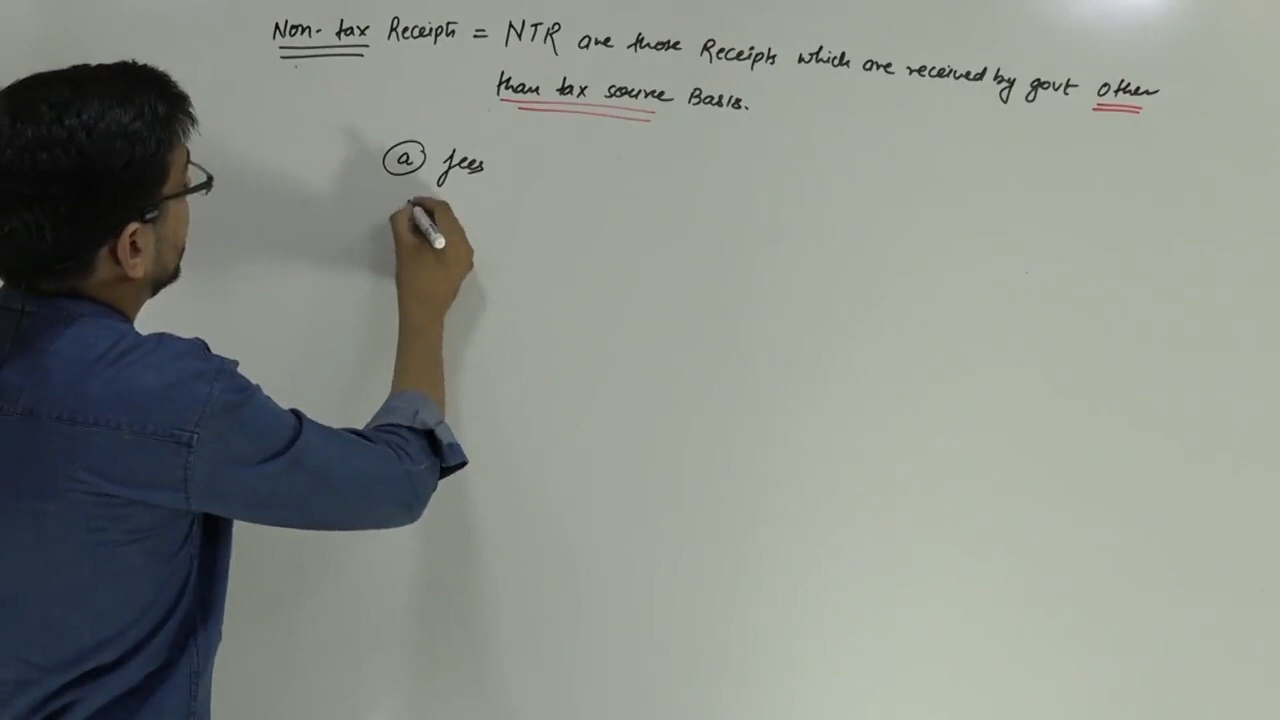 Non-tax Receipts = NTR are those Receipts which are received by govt other
than tax source Basis.
(a) fees